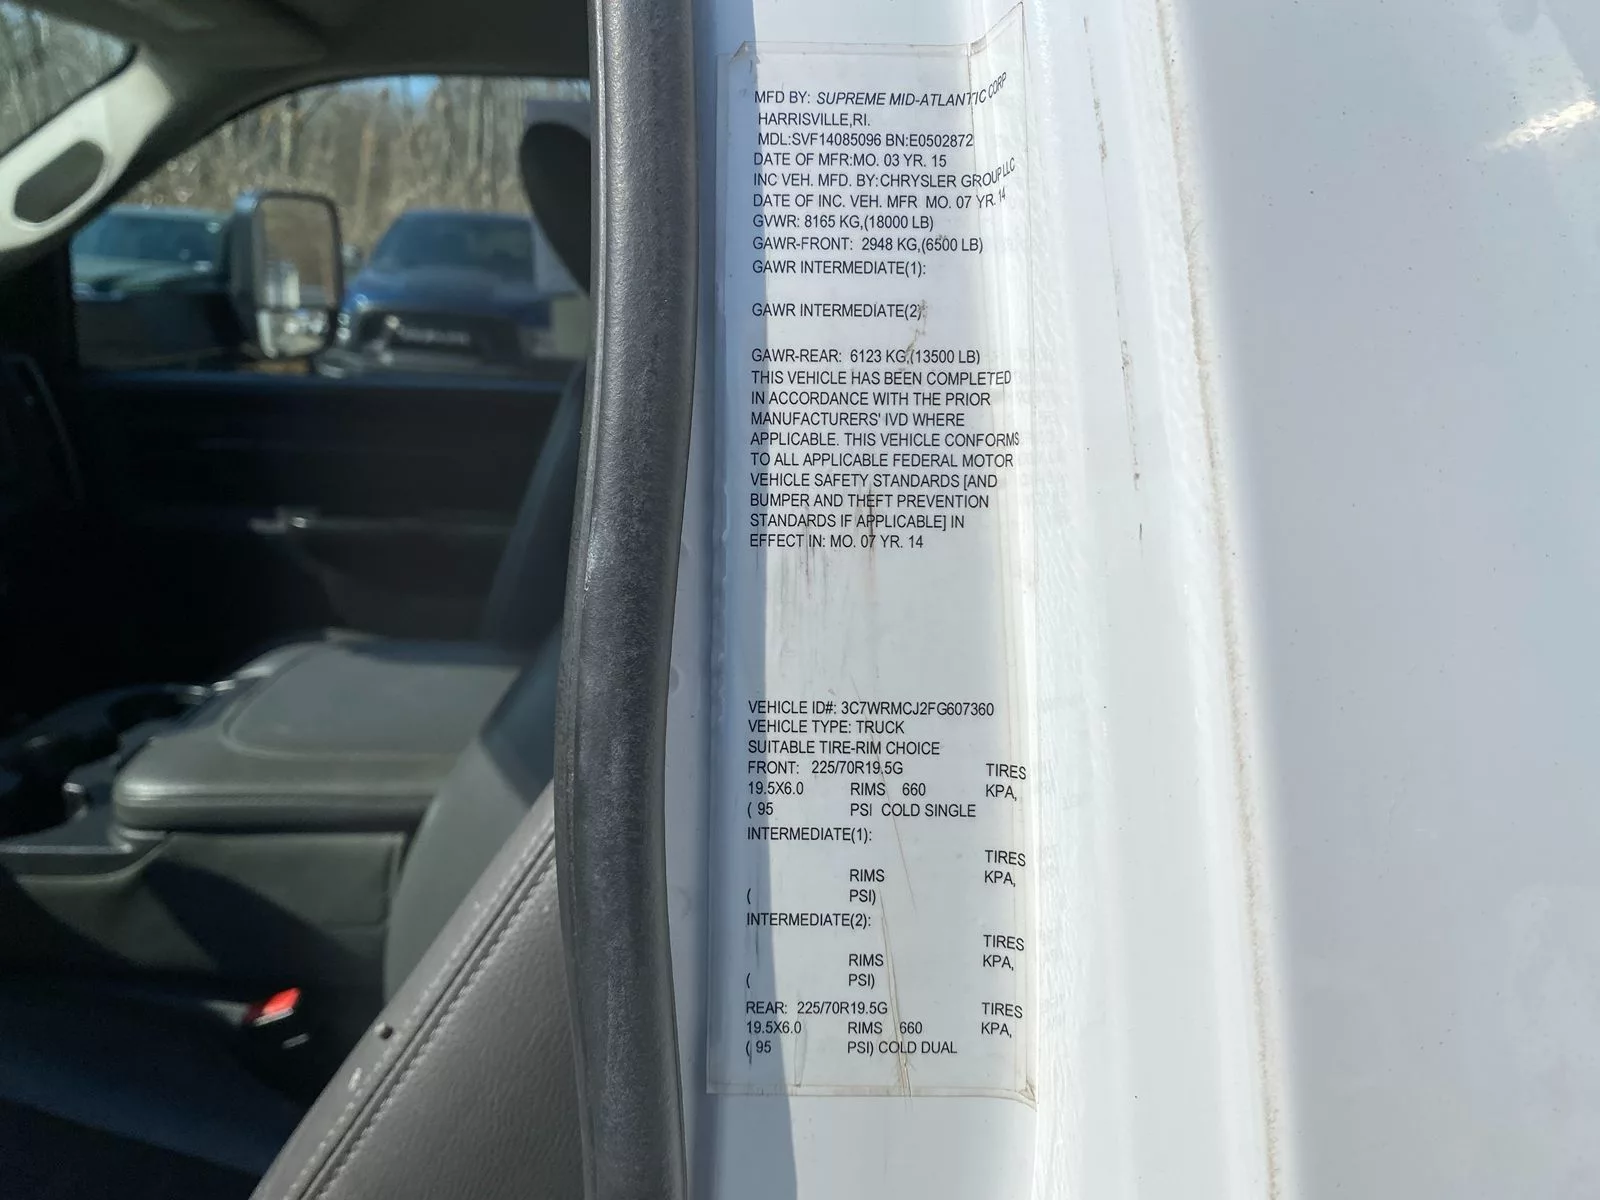 MFD BY: SUPREME MID-ATLANTIC CORP
HARRISVILLE,RI.
MDL:SVF14085096 BN:E0502872
DATE OF MFR:MO. 03 YR. 15
INC VEH. MFD. BY:CHRYSLER GROUP LLC
DATE OF INC. VEH. MFR MO. 07 YR. 14
GVWR: 8165 KG,(18000 LB)
GAWR-FRONT: 2948 KG,(6500 LB)
GAWR INTERMEDIATE(1):
GAWR INTERMEDIATE(2):
GAWR-REAR: 6123 KG,(13500 LB)
THIS VEHICLE HAS BEEN COMPLETED
IN ACCORDANCE WITH THE PRIOR
MANUFACTURERS' IVD WHERE
APPLICABLE. THIS VEHICLE CONFORMS
TO ALL APPLICABLE FEDERAL MOTOR
VEHICLE SAFETY STANDARDS [AND
BUMPER AND THEFT PREVENTION
STANDARDS IF APPLICABLE] IN
EFFECT IN: MO. 07 YR. 14
VEHICLE ID#: 3C7WRMCJ2FG607360
VEHICLE TYPE: TRUCK
SUITABLE TIRE-RIM CHOICE
FRONT: 225/70R19.5G TIRES
19.5X6.0 RIMS 660 KPA,
( 95 PSI COLD SINGLE
INTERMEDIATE(1):
TIRES
RIMS KPA,
( PSI)
INTERMEDIATE(2):
TIRES
RIMS KPA,
( PSI)
REAR: 225/70R19.5G TIRES
19.5X6.0 RIMS 660 KPA,
( 95 PSI) COLD DUAL